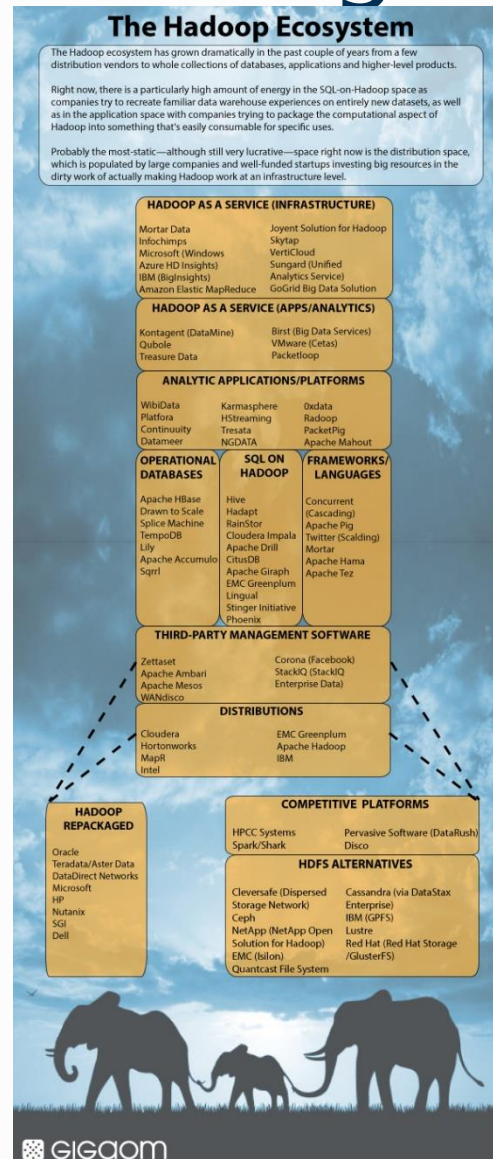 The Hadoop Ecosystem
The Hadoop ecosystem has grown dramatically in the past couple of years from a few
distribution vendors to whole collections of databases, applications and higher-level products.
Right now, there is a particularly high amount of energy in the SQL-on-Hadoop space as
companies try to recreate familiar data warehouse experiences on entirely new datasets, as well
as in the application space with companies trying to package the computational aspect of
Hadoop into something that's easily consumable for specific uses.
Probably the most-static—although still very lucrative—space right now is the distribution space,
which is populated by large companies and well-funded startups investing big resources in the
dirty work of actually making Hadoop work at an infrastructure level.
HADOOP AS A SERVICE (INFRASTRUCTURE)
Mortar Data
Infochimps
Microsoft (Windows
Azure HD Insights)
IBM (BigInsights)
Amazon Elastic MapReduce
Joyent Solution for Hadoop
Skytap
VertiCloud
Sungard (Unified
Analytics Service)
GoGrid Big Data Solution
HADOOP AS A SERVICE (APPS/ANALYTICS)
Kontagent (DataMine)
Qubole
Treasure Data
Birst (Big Data Services)
VMware (Cetas)
Packetloop
ANALYTIC APPLICATIONS/PLATFORMS
WibiData
Platfora
Continuuity
Datameer
Karmasphere
HStreaming
Tresata
NGDATA
0xdata
Radoop
PacketPig
Apache Mahout
OPERATIONAL
DATABASES
Apache HBase
Drawn to Scale
Splice Machine
TempoDB
Lily
Apache Accumulo
Sqrrl
SQL ON
HADOOP
Hive
Hadapt
RainStor
Cloudera Impala
Apache Drill
CitusDB
Apache Giraph
EMC Greenplum
Lingual
Stinger Initiative
Phoenix
FRAMEWORKS/
LANGUAGES
Concurrent
(Cascading)
Apache Pig
Twitter (Scalding)
Mortar
Apache Hama
Apache Tez
THIRD-PARTY MANAGEMENT SOFTWARE
Zettaset
Apache Ambari
Apache Mesos
WANdisco
Corona (Facebook)
StackIQ (StackIQ
Enterprise Data)
DISTRIBUTIONS
Cloudera
Hortonworks
MapR
Intel
EMC Greenplum
Apache Hadoop
IBM
HADOOP
REPACKAGED
Oracle
Teradata/Aster Data
DataDirect Networks
Microsoft
HP
Nutanix
SGI
Dell
COMPETITIVE PLATFORMS
HPCC Systems
Spark/Shark
Pervasive Software (DataRush)
Disco
HDFS ALTERNATIVES
Cleversafe (Dispersed
Storage Network)
Ceph
NetApp (NetApp Open
Solution for Hadoop)
EMC (Isilon)
Quantcast File System
Cassandra (via DataStax
Enterprise)
IBM (GPFS)
Lustre
Red Hat (Red Hat Storage
/GlusterFS)
GIGAOM